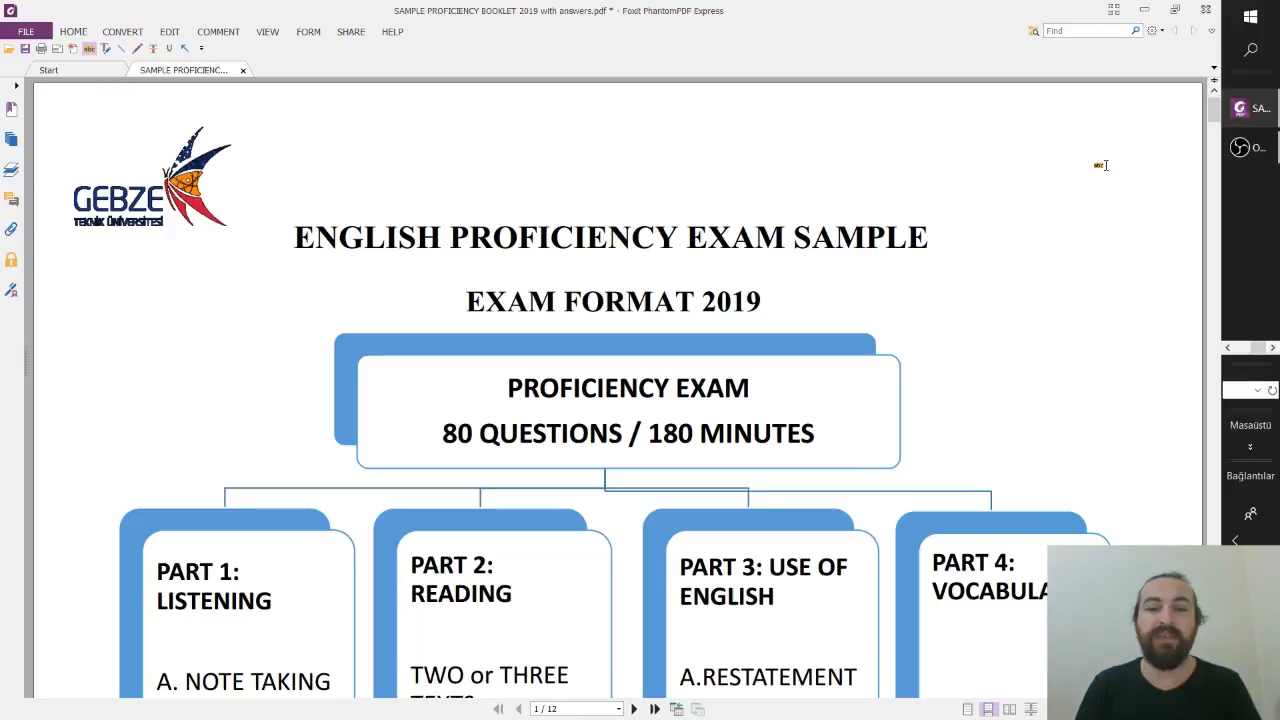 SAMPLE PROFICIENCY BOOKLET 2019 with answers.pdf * - Foxit PhantomPDF Express
FILE HOME CONVERT EDIT COMMENT VIEW FORM SHARE HELP
Find
Start
SAMPLE PROFICIENC...
GEBZE
TEKNİK ÜNİVERSİTESİ
ENGLISH PROFICIENCY EXAM SAMPLE
EXAM FORMAT 2019
PROFICIENCY EXAM
80 QUESTIONS / 180 MINUTES
PART 1:
LISTENING
A. NOTE TAKING
PART 2:
READING
TWO or THREE
TEXTS
PART 3: USE OF
ENGLISH
A.RESTATEMENT
PART 4:
VOCABULA
1 / 12
SA...
O...
Masaüstü
Bağlantılar